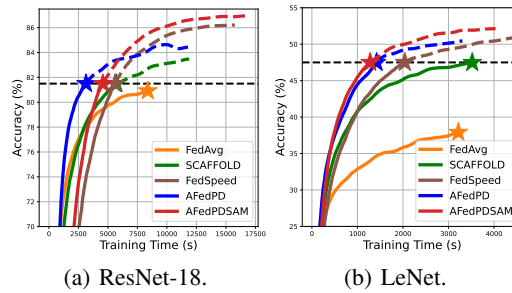 86
84
82
80
78
76
74
72
70
Accuracy (%)
0
2500
5000
7500
10000
12500
15000
17500
Training Time (s)
FedAvg
SCAFFOLD
FedSpeed
AFedPD
AFedPDSAM
(a) ResNet-18.
55
50
45
40
35
30
25
Accuracy (%)
0
1000
2000
3000
4000
Training Time (s)
FedAvg
SCAFFOLD
FedSpeed
AFedPD
AFedPDSAM
(b) LeNet.